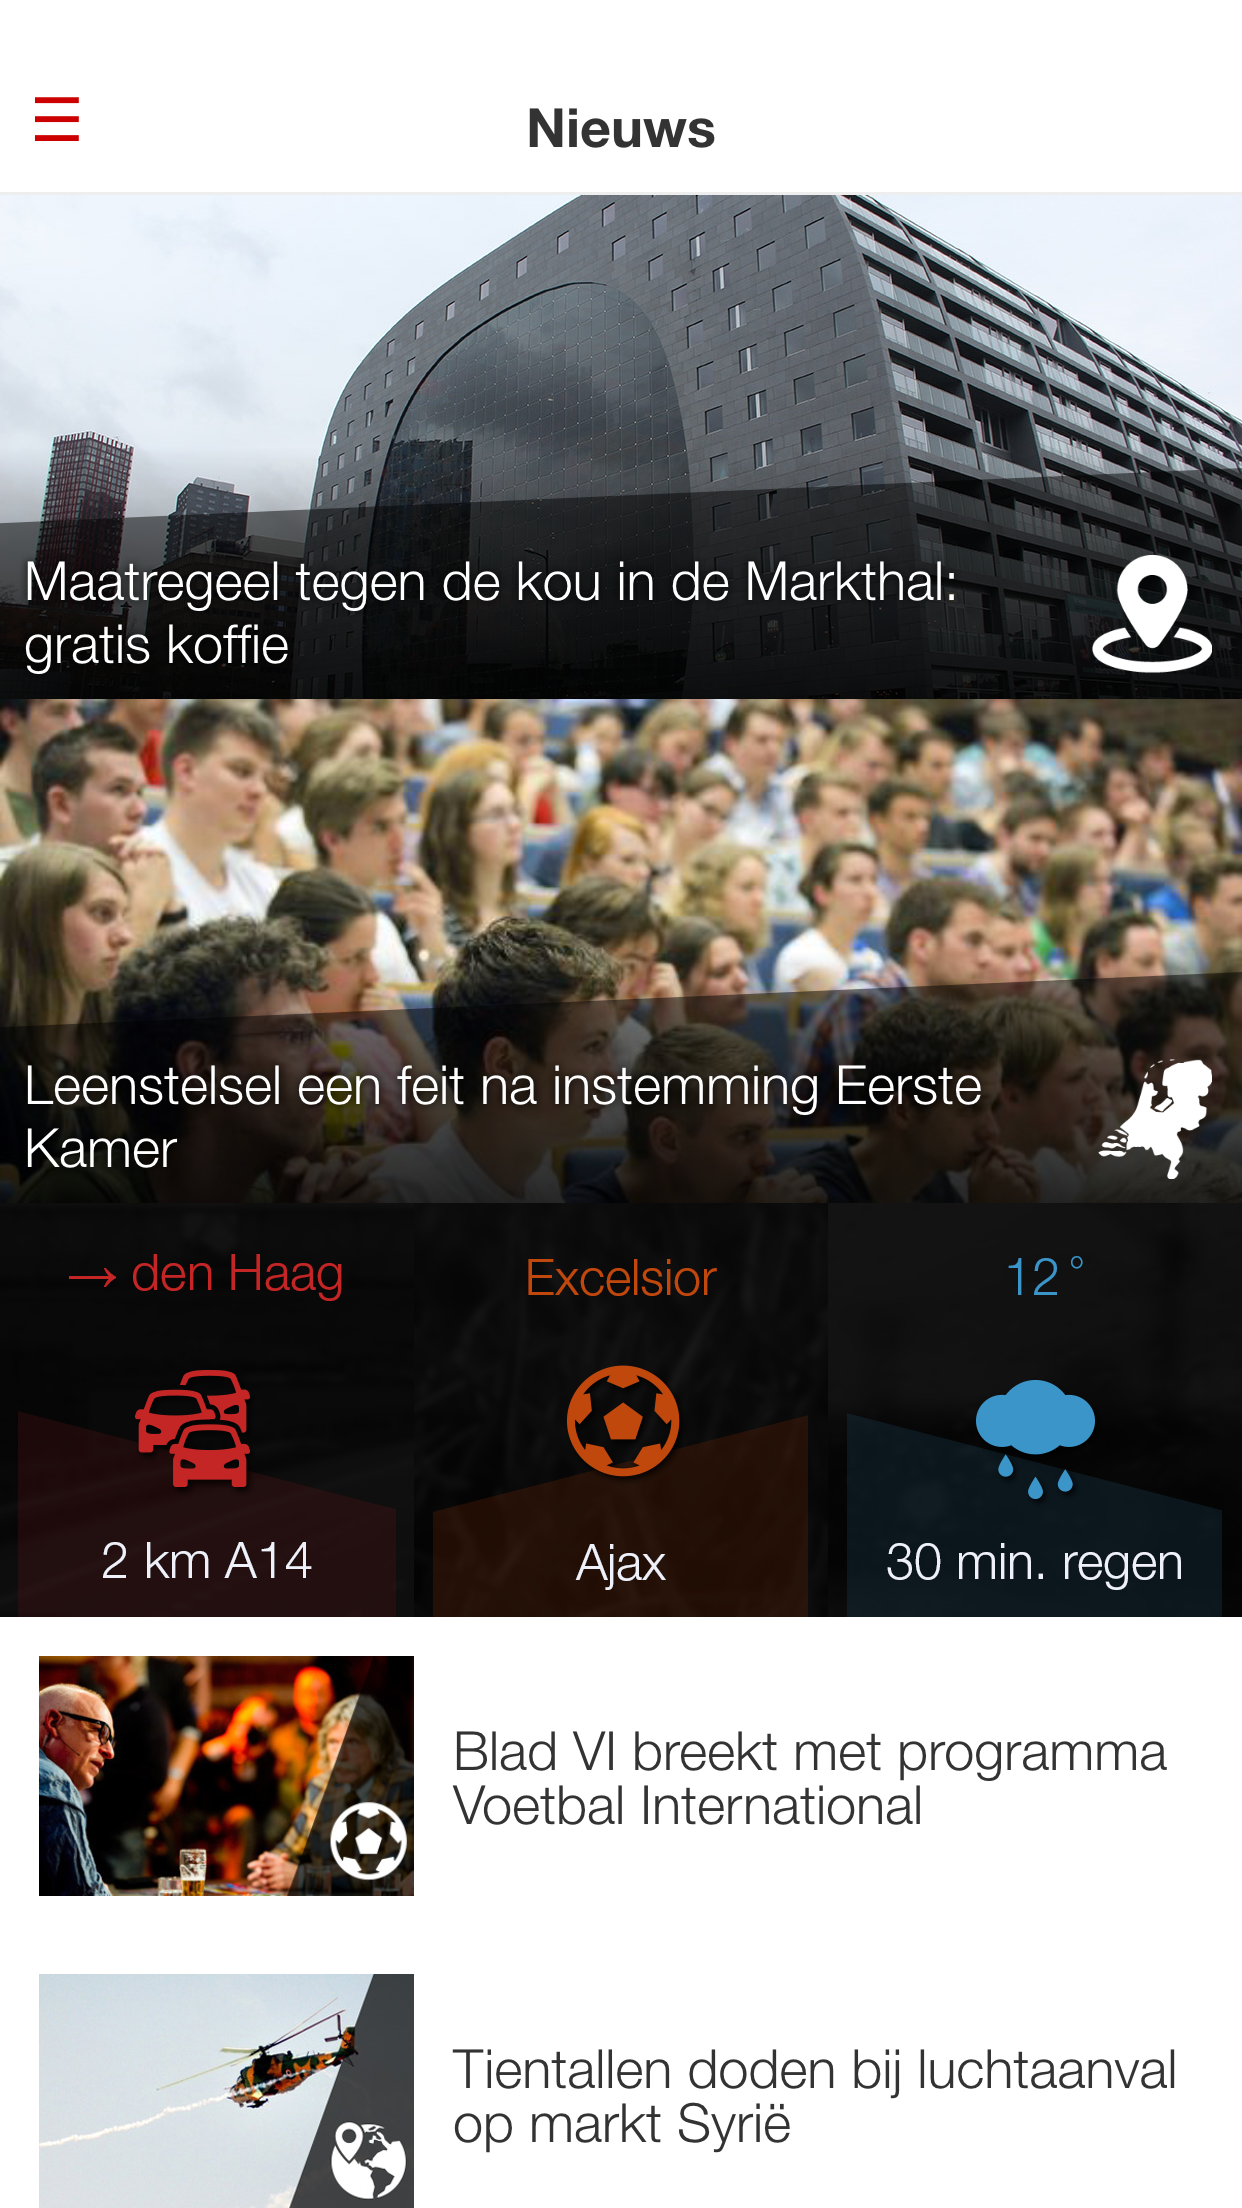 Nieuws
Maatregeel tegen de kou in de Markthal:
gratis koffie
Leenstelsel een feit na instemming Eerste
Kamer
→ den Haag
Excelsior
12°
2 km A14
Ajax
30 min. regen
Blad VI breekt met programma
Voetbal International
Tientallen doden bij luchtaanval
op markt Syrië